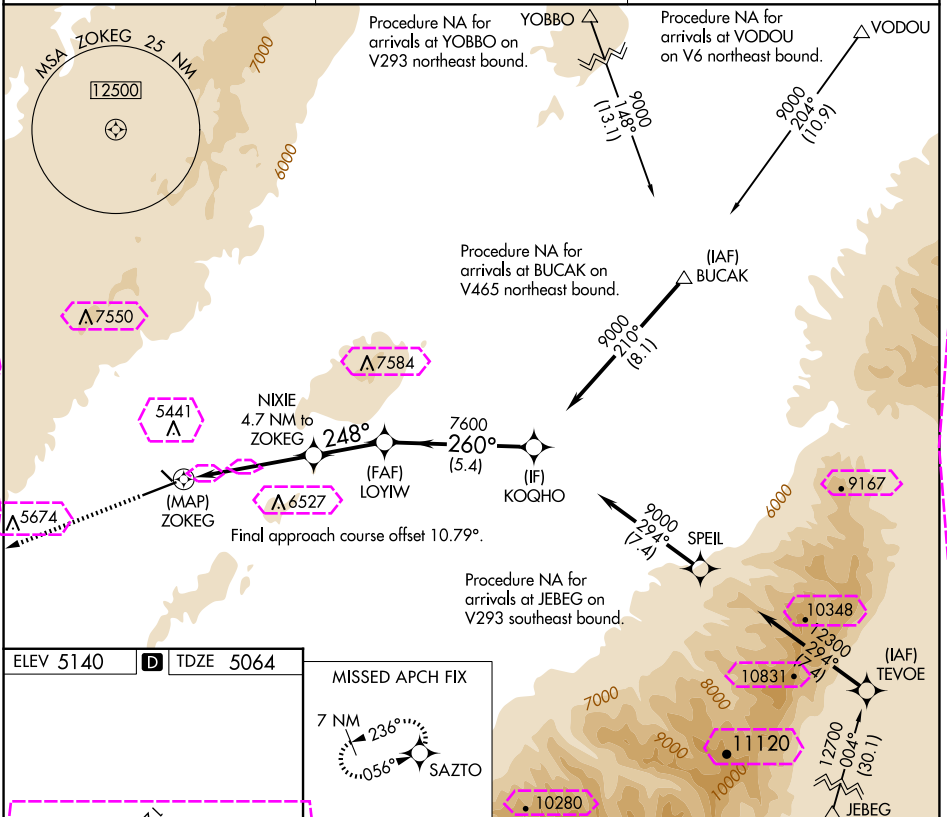 MSA ZOKEG 25 NM
12500
7000
6000
Procedure NA for
arrivals at YOBBO on
V293 northeast bound.
YOBBO
9000
148°
(13.1)
Procedure NA for
arrivals at VODOU
on V6 northeast bound.
VODOU
9000
204°
(10.9)
Procedure NA for
arrivals at BUCAK on
V465 northeast bound.
(IAF)
BUCAK
9000
210°
(8.1)
7550
7584
5441
NIXIE
4.7 NM to
ZOKEG
248°
7600
260°
(5.4)
(FAF)
LOYIW
(IF)
KOQHO
(MAP)
ZOKEG
6527
5674
Final approach course offset 10.79°.
9000
294°
(7.4)
SPEIL
6000
9167
Procedure NA for
arrivals at JEBEG on
V293 southeast bound.
10348
12300
294°
(7.4)
(IAF)
TEVOE
10831
11120
7000
8000
9000
10000
12700
004°
(30.1)
JEBEG
10280
ELEV 5140
D
TDZE 5064
MISSED APCH FIX
7 NM
236°
056°
SAZTO